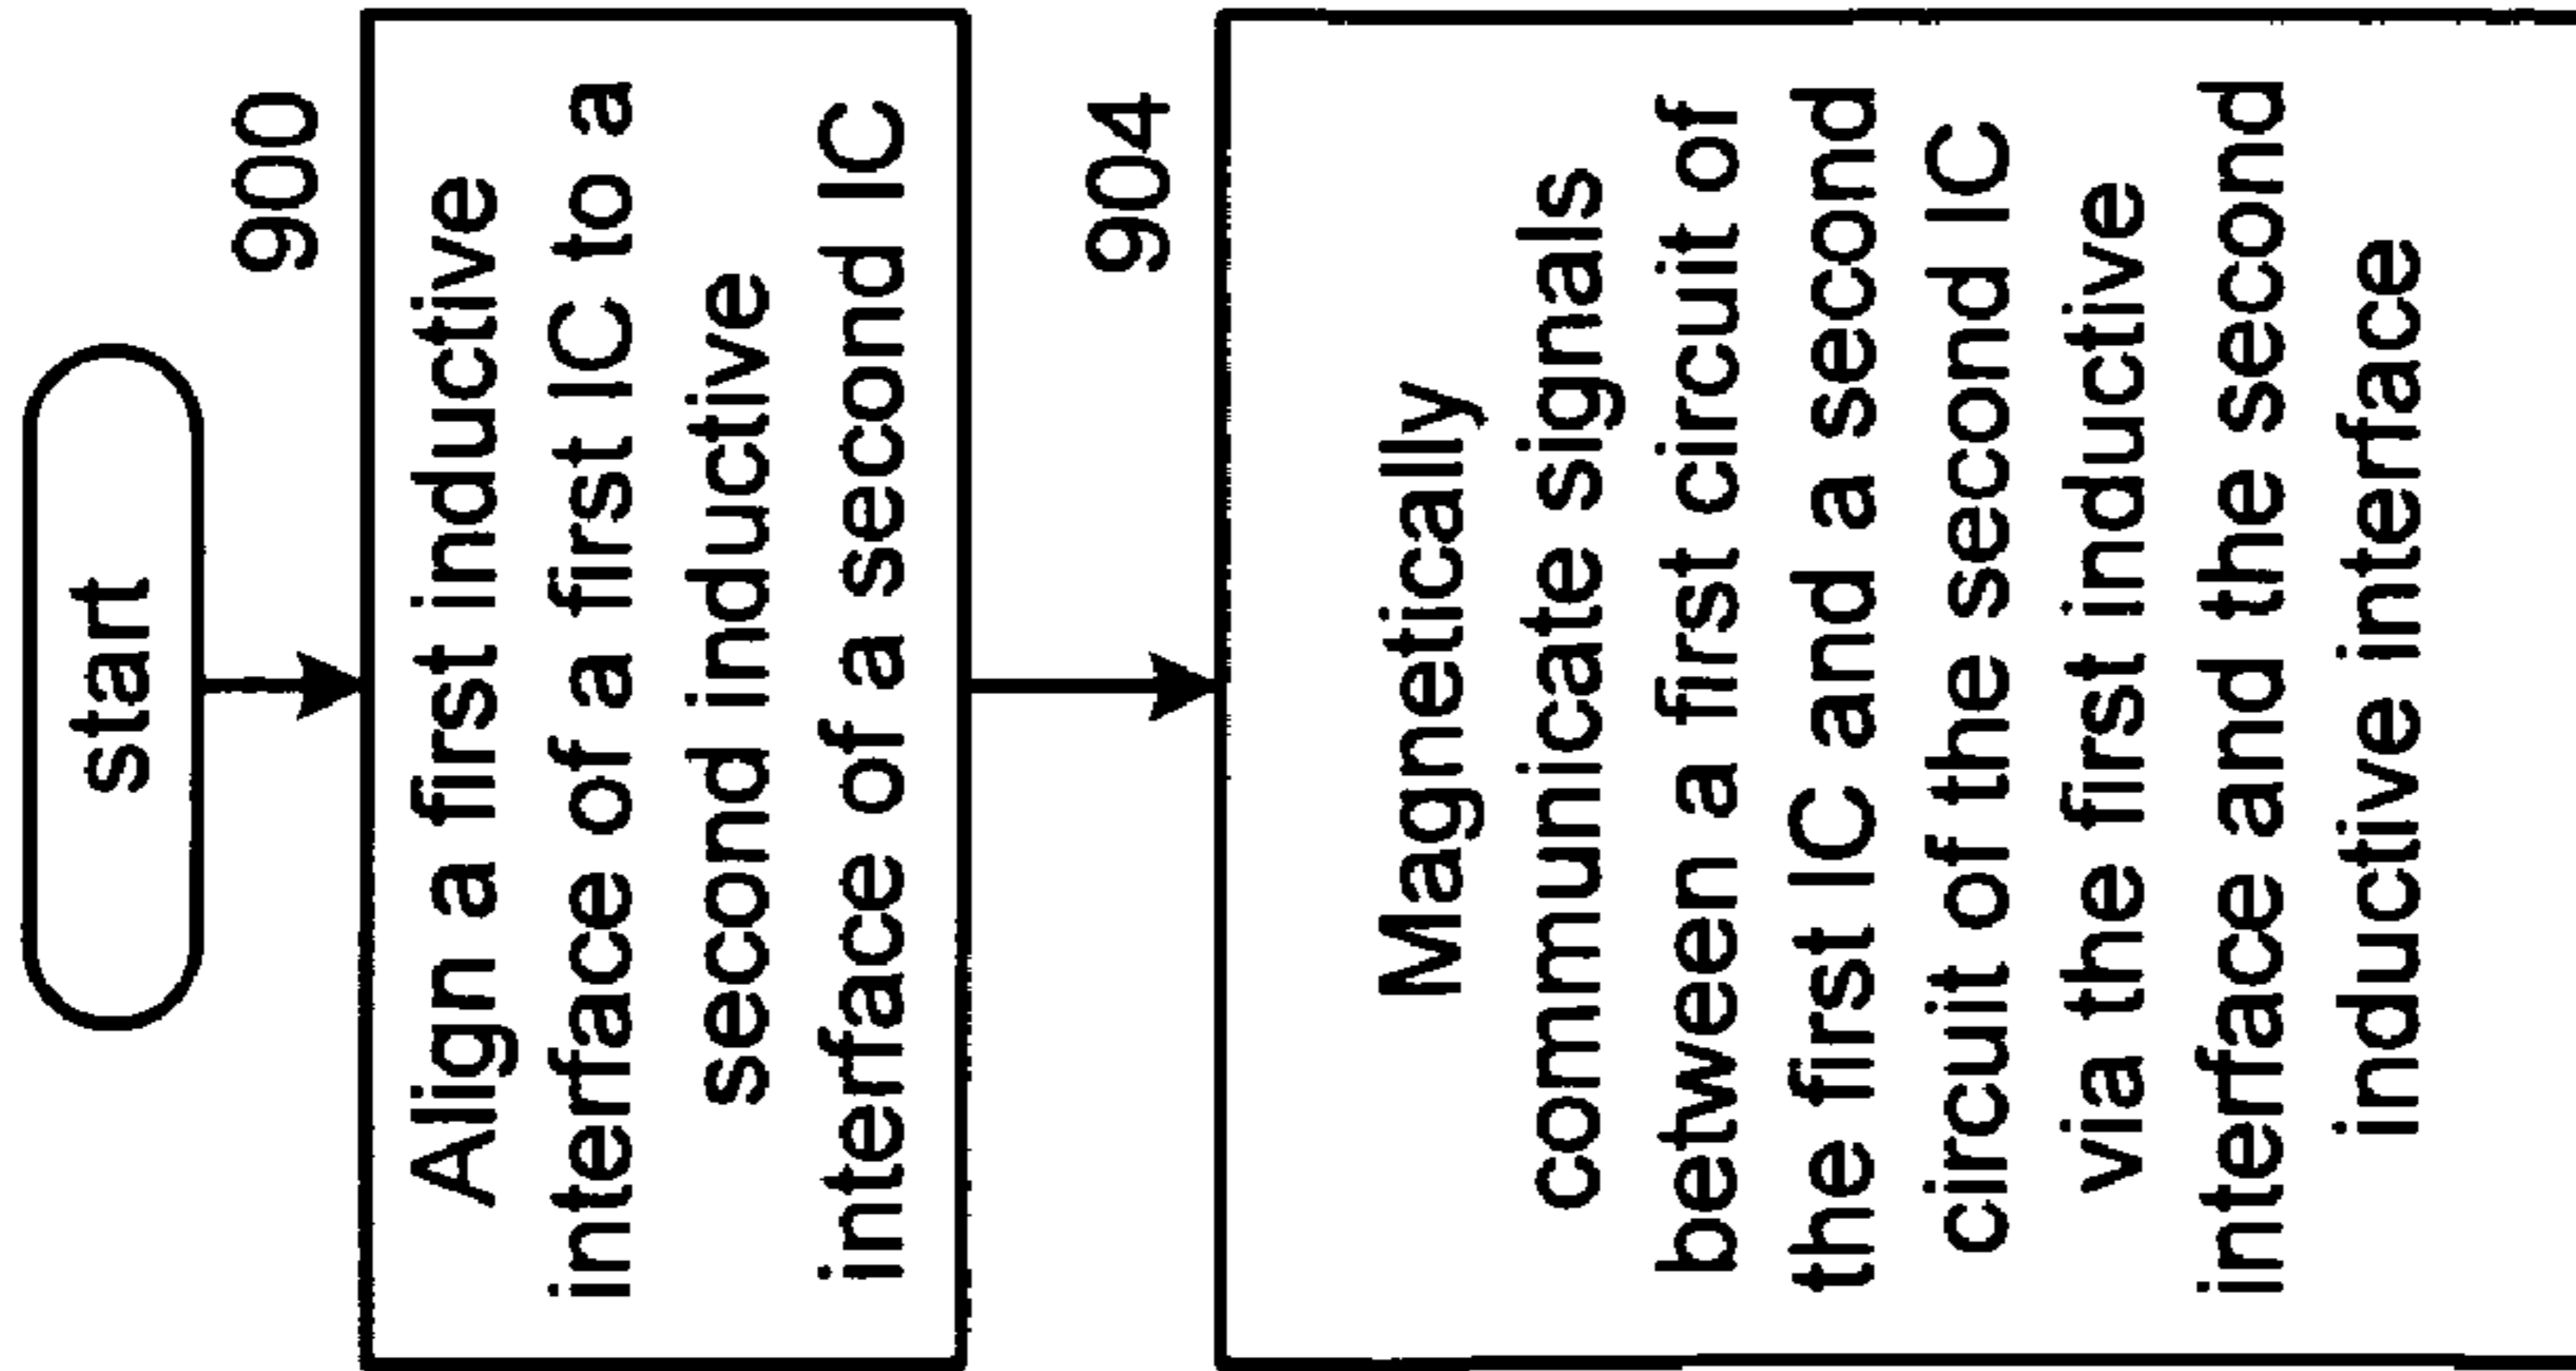 start
900
Align a first inductive
interface of a first IC to a
second inductive
interface of a second IC
904
Magnetically
communicate signals
between a first circuit of
the first IC and a second
circuit of the second IC
via the first inductive
interface and the second
inductive interface